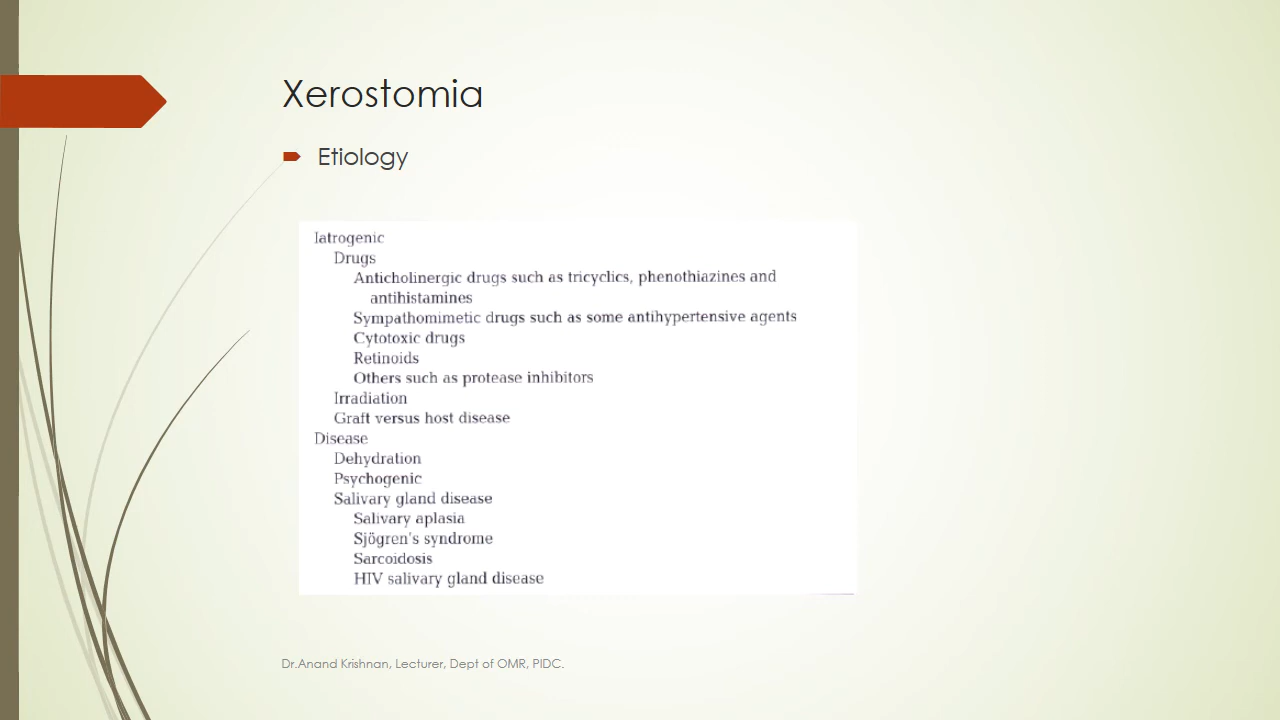 Xerostomia
Etiology
Iatrogenic
Drugs
Anticholinergic drugs such as tricyclics, phenothiazines and
antihistamines
Sympathomimetic drugs such as some antihypertensive agents
Cytotoxic drugs
Retinoids
Others such as protease inhibitors
Irradiation
Graft versus host disease
Disease
Dehydration
Psychogenic
Salivary gland disease
Salivary aplasia
Sjögren's syndrome
Sarcoidosis
HIV salivary gland disease
Dr.Anand Krishnan, Lecturer, Dept of OMR, PIDC.